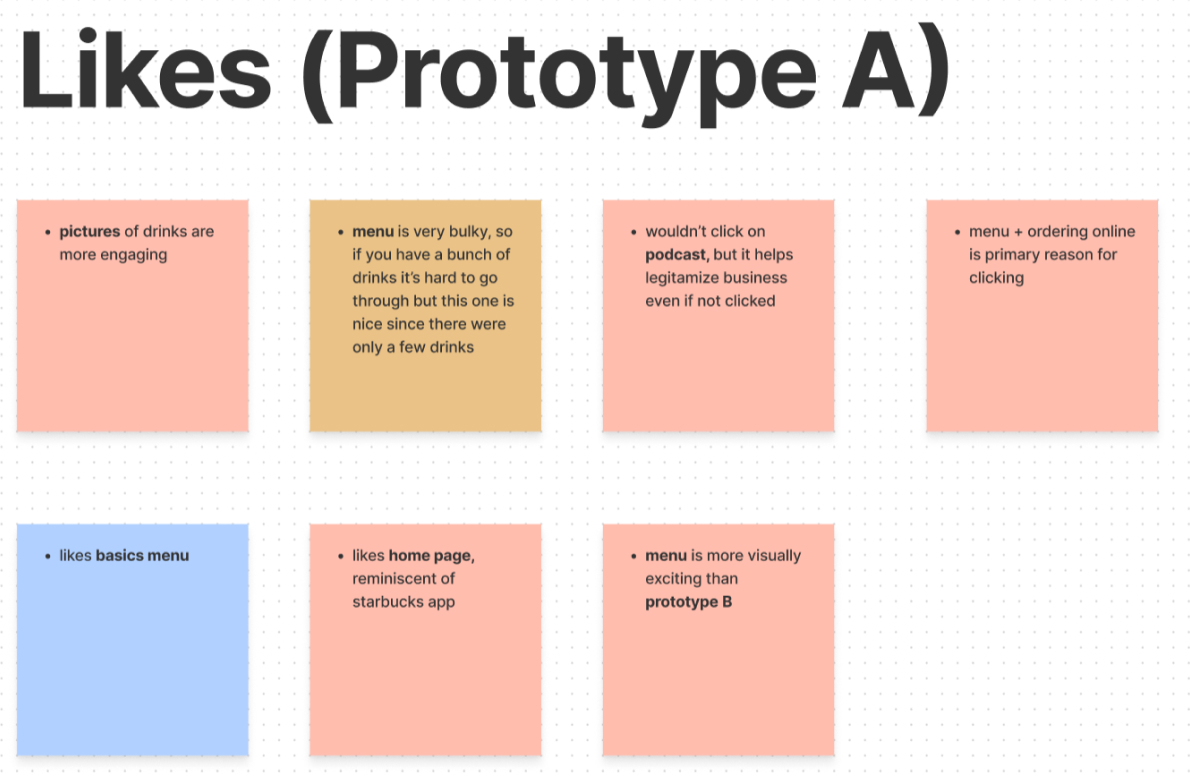 Likes (Prototype A)
• pictures of drinks are
more engaging
• menu is very bulky, so
if you have a bunch of
drinks it's hard to go
through but this one is
nice since there were
only a few drinks
• wouldn't click on
podcast, but it helps
legitamize business
even if not clicked
• menu + ordering online
is primary reason for
clicking
• likes basics menu
• likes home page,
reminiscent of
starbucks app
• menu is more visually
exciting than
prototype B